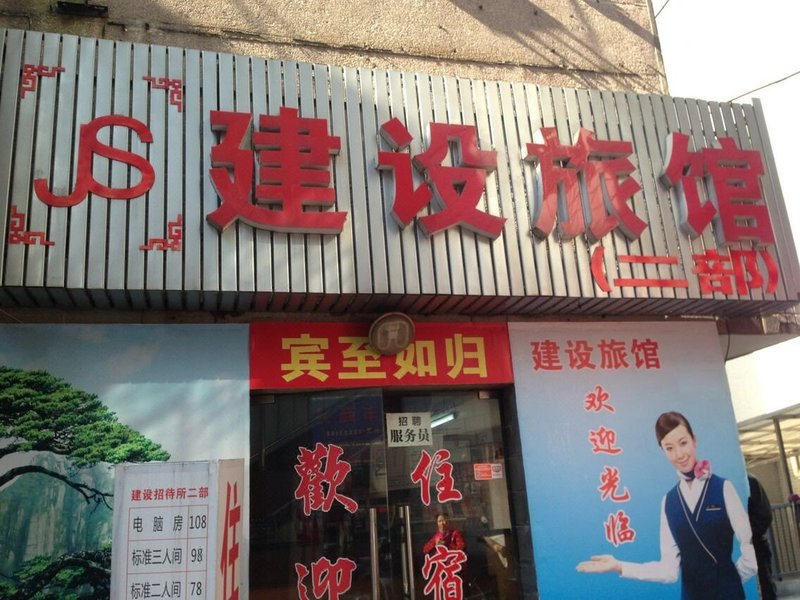 JS
建设旅馆
(二部)
宾至如归
建设旅馆
欢迎光临
招聘
服务员
歡迎
住宿
建设招待所二部
电脑房 108
标准三人间 98
标准二人间 78
住